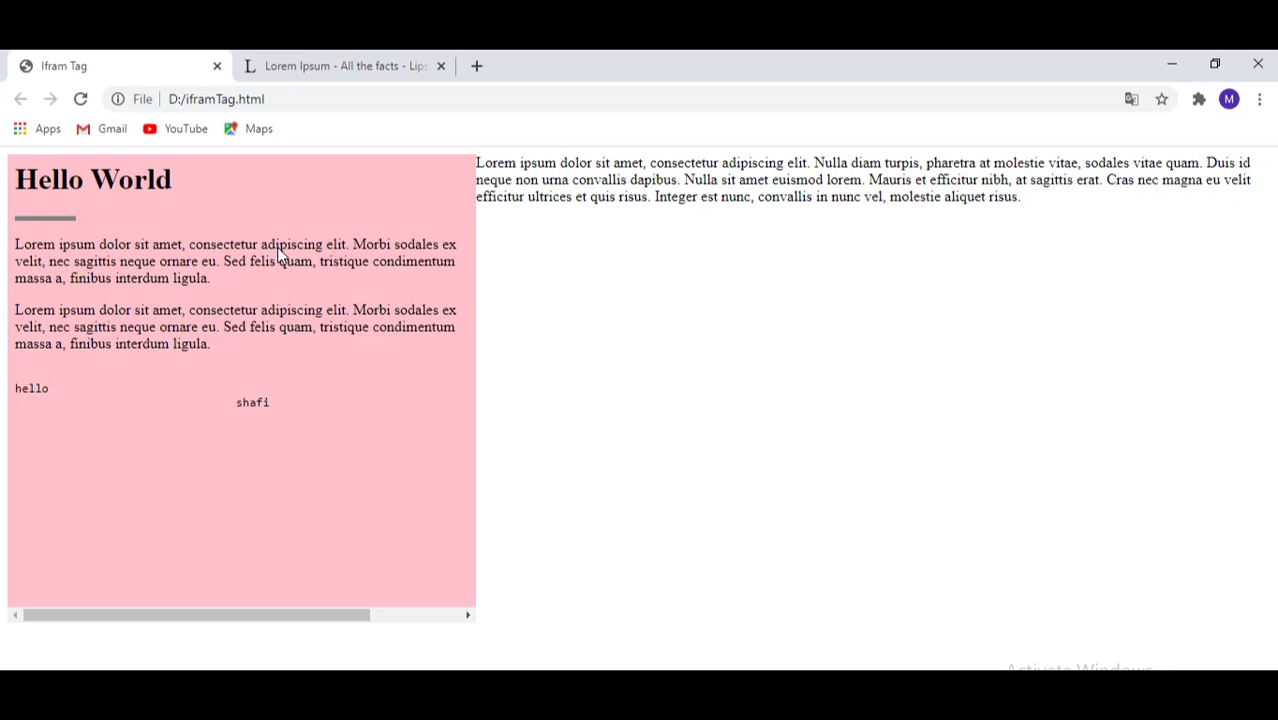 Ifram Tag
Lorem Ipsum - All the facts - Lip
File
D:/iframTag.html
M
Apps
Gmail
YouTube
Maps
Hello World
Lorem ipsum dolor sit amet, consectetur adipiscing elit. Morbi sodales ex
velit, nec sagittis neque ornare eu. Sed felis quam, tristique condimentum
massa a, finibus interdum ligula.
Lorem ipsum dolor sit amet, consectetur adipiscing elit. Morbi sodales ex
velit, nec sagittis neque ornare eu. Sed felis quam, tristique condimentum
massa a, finibus interdum ligula.
hello
shafi
Lorem ipsum dolor sit amet, consectetur adipiscing elit. Nulla diam turpis, pharetra at molestie vitae, sodales vitae quam. Duis id
neque non urna convallis dapibus. Nulla sit amet euismod lorem. Mauris et efficitur nibh, at sagittis erat. Cras nec magna eu velit
efficitur ultrices et quis risus. Integer est nunc, convallis in nunc vel, molestie aliquet risus.
Activate Windows